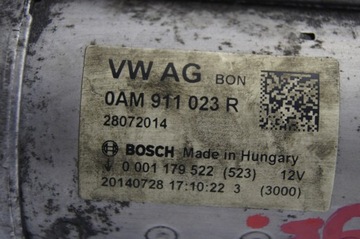 VW AG BON
0AM 911 023 R
28072014
BOSCH Made in Hungary
0 001 179 522 (523) 12V
20140728 17:10:22 3 (3000)